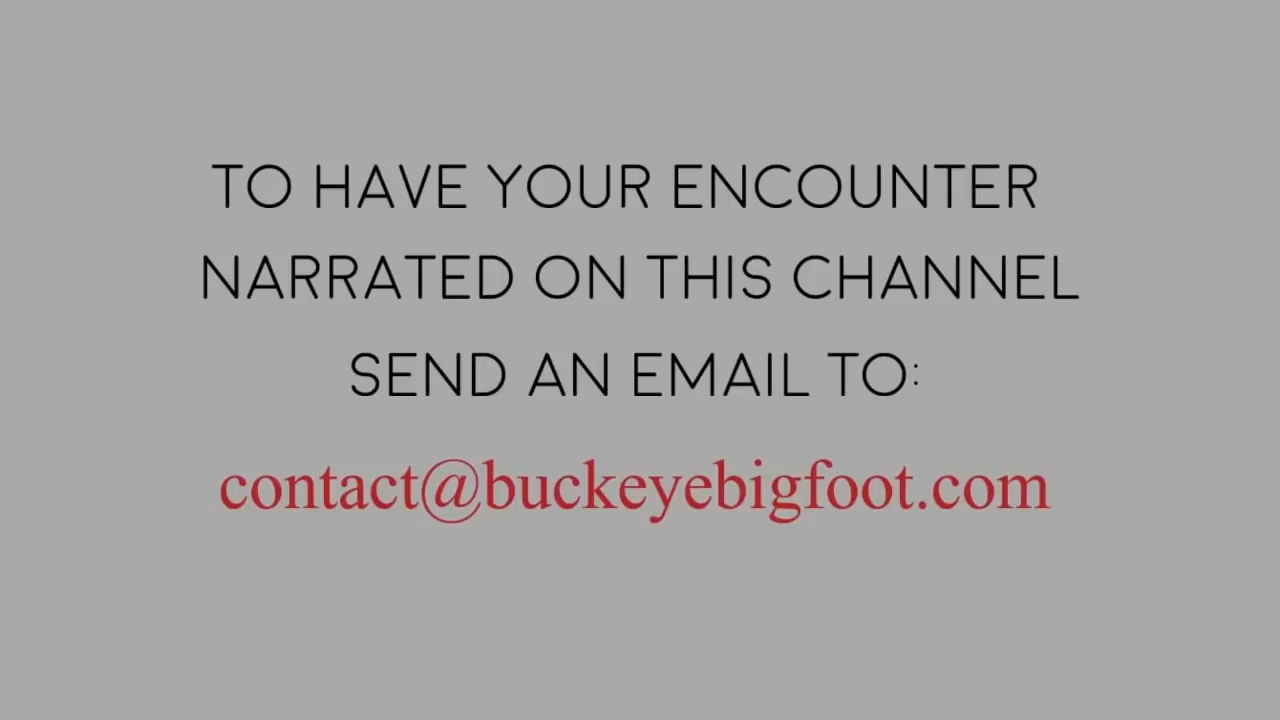 TO HAVE YOUR ENCOUNTER
NARRATED ON THIS CHANNEL
SEND AN EMAIL TO:
contact@buckeyebigfoot.com